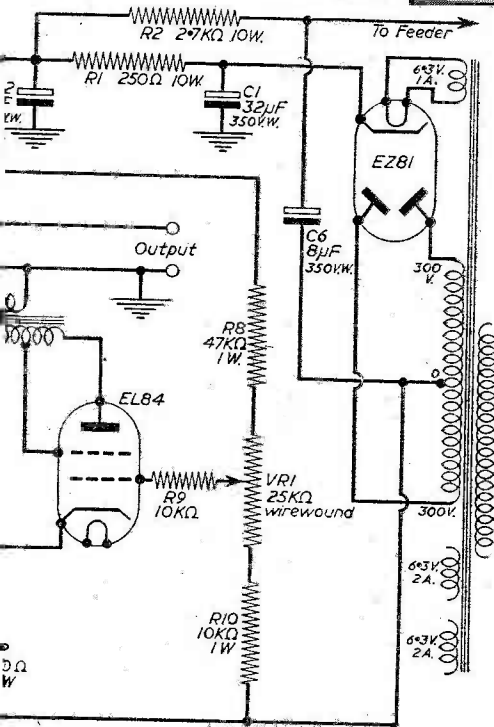 R2 2·7KΩ 10W.
To Feeder
R1 250Ω 10W.
6·3V.
1A.
2
C1
32µF
350V.W.
EZ81
Output
C6
8µF
350V.W.
300
V.
R8
47KΩ
1W.
0
EL84
R9
10KΩ
VR1
25KΩ
wirewound
300V.
6·3V.
2A.
R10
10KΩ
1W
6·3V.
2A.
Ω
W